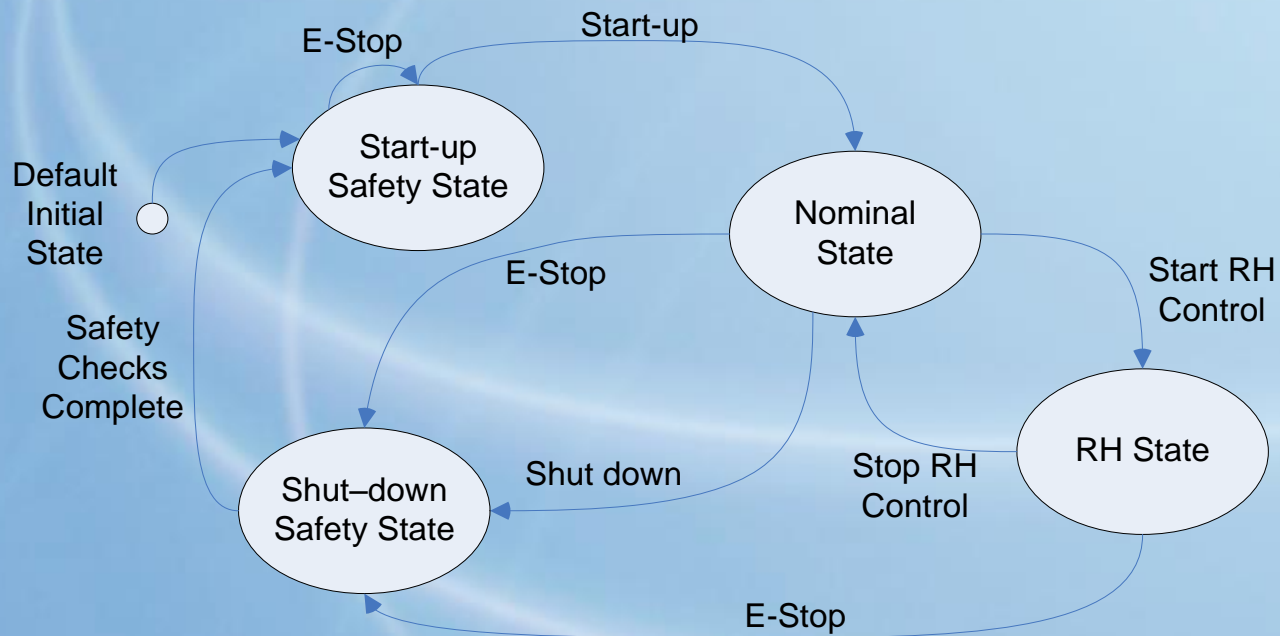 Start-up
E-Stop
Start-up
Safety State
Default
Initial
State
Nominal
State
E-Stop
Start RH
Control
Safety
Checks
Complete
RH State
Shut down
Stop RH
Control
Shut–down
Safety State
E-Stop